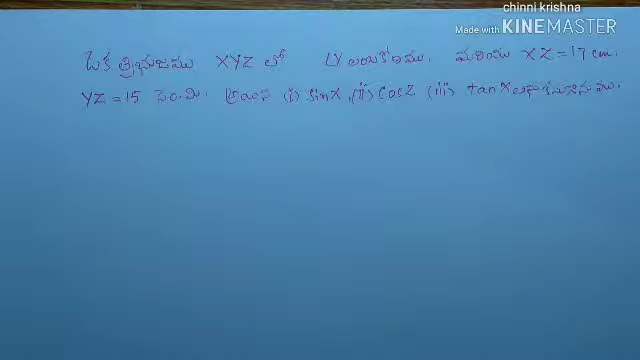 chinni krishna
Made with KINEMASTER
ఒక త్రిభుజము XYZ లో ∠Y లంబకోణము. మరియు XZ = 17 cm.
YZ = 15 సెం.మీ. అయిన (i) sinX, (ii) cosZ (iii) tanX లను కనుగొనుము.